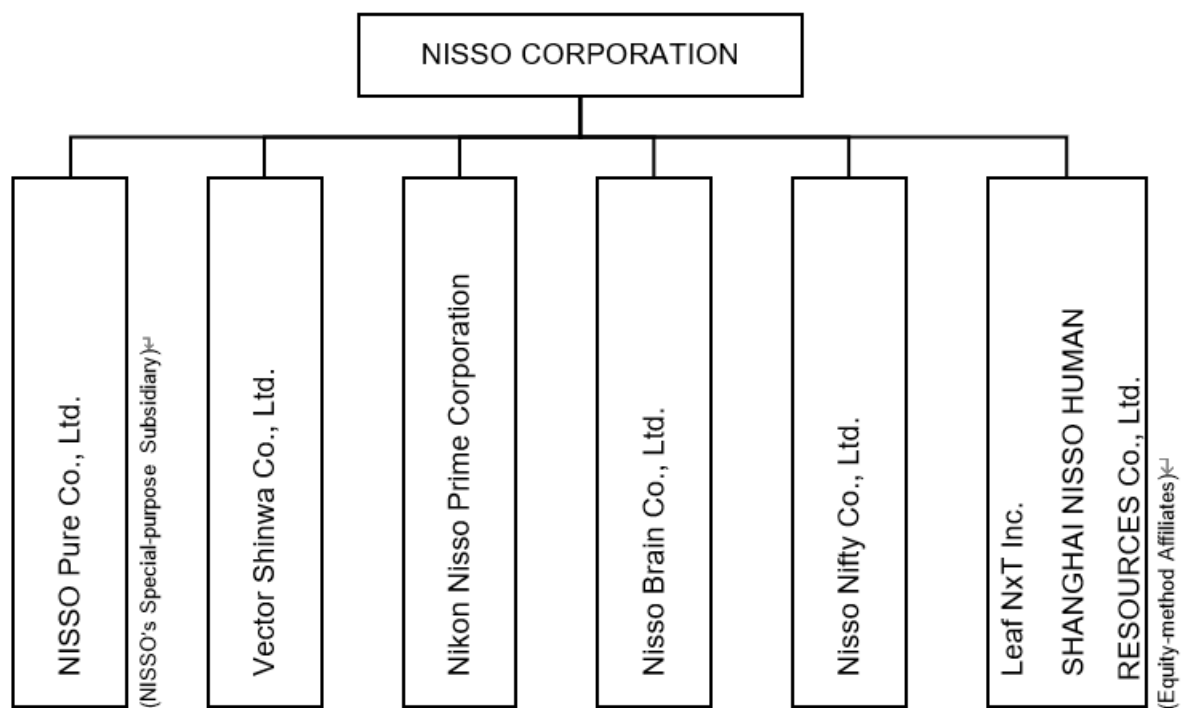 NISSO CORPORATION
NISSO Pure Co., Ltd.
(NISSO's Special-purpose Subsidiary)↵
Vector Shinwa Co., Ltd.
Nikon Nisso Prime Corporation
Nisso Brain Co., Ltd.
Nisso Nifty Co., Ltd.
Leaf NxT Inc.
SHANGHAI NISSO HUMAN
RESOURCES Co., Ltd.
(Equity-method Affiliates)↵